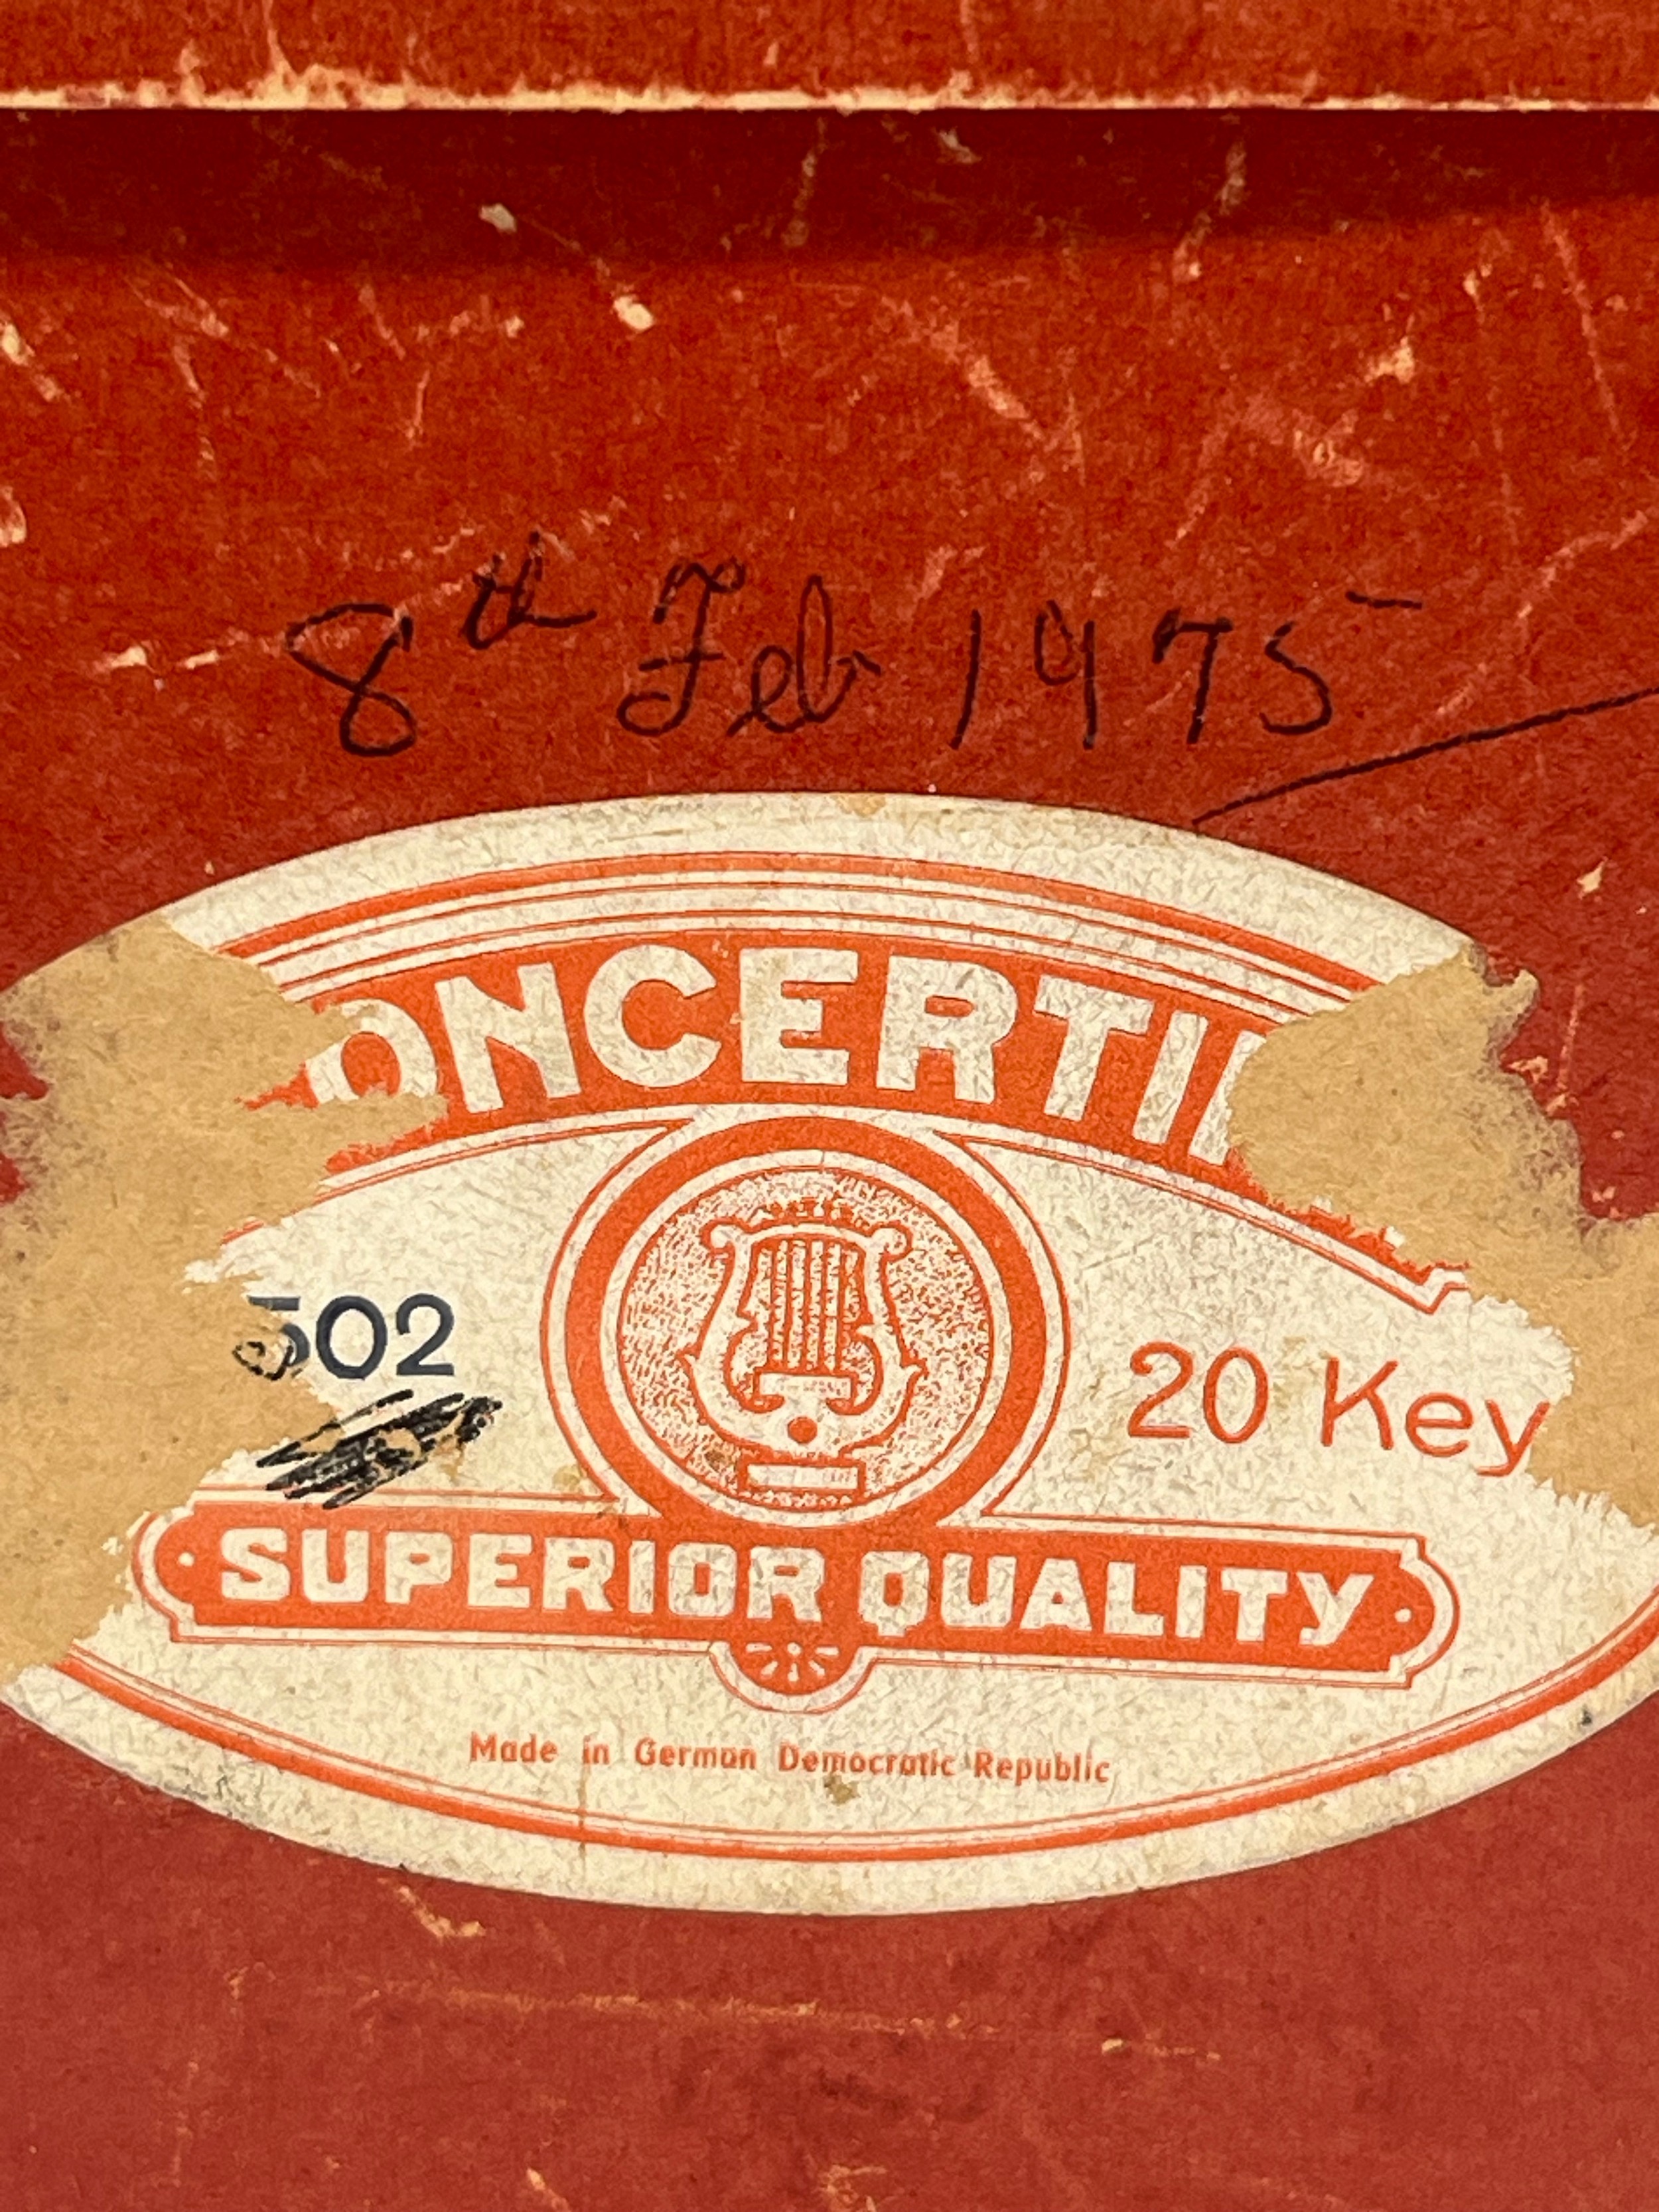 8th Feb 1975
ONCERTI
502
20 Key
SUPERIOR QUALITY
Made in German Democratic Republic